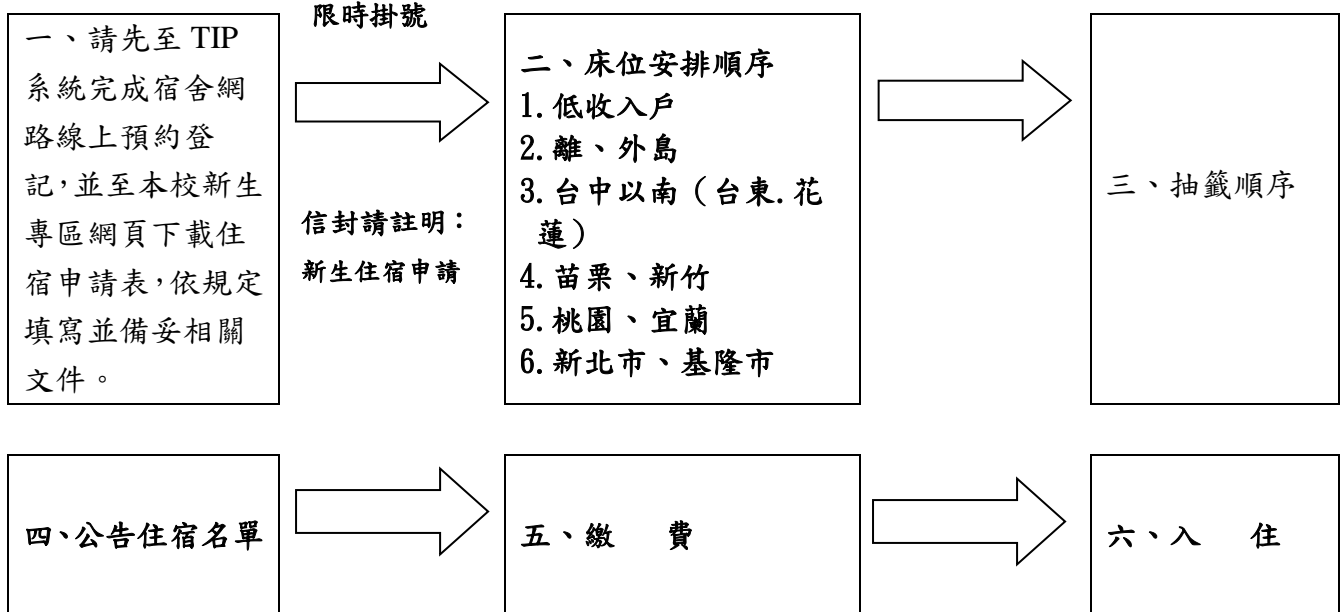 一、請先至 TIP
系統完成宿舍網
路線上預約登
記，並至本校新生
專區網頁下載住
宿申請表，依規定
填寫並備妥相關
文件。
限時掛號
信封請註明：
新生住宿申請
二、床位安排順序
1.低收入戶
2.離、外島
3.台中以南（台東.花
蓮）
4.苗栗、新竹
5.桃園、宜蘭
6.新北市、基隆市
三、抽籤順序
四、公告住宿名單
五、繳　費
六、入　住